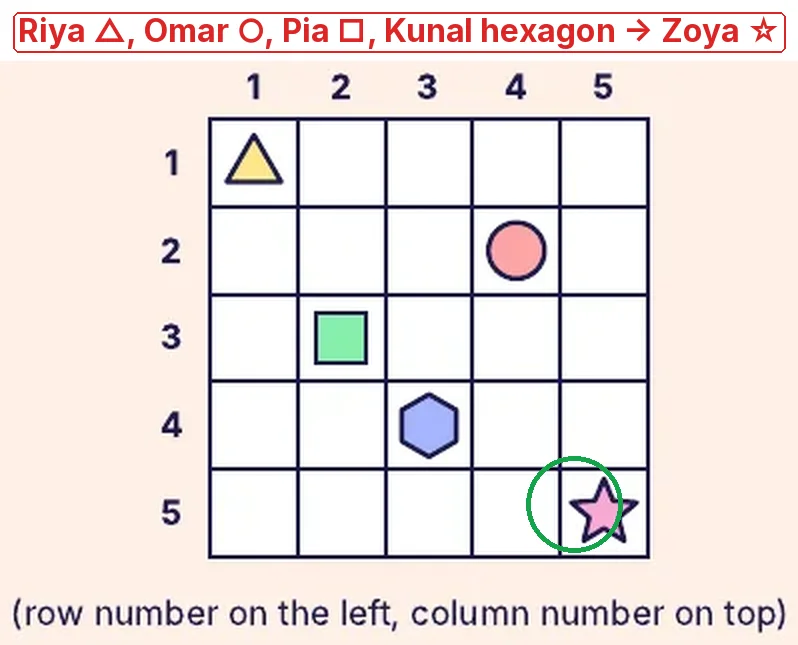 Riya △, Omar ○, Pia □, Kunal hexagon → Zoya ☆
1 2 3 4 5
1
2
3
4
5
(row number on the left, column number on top)